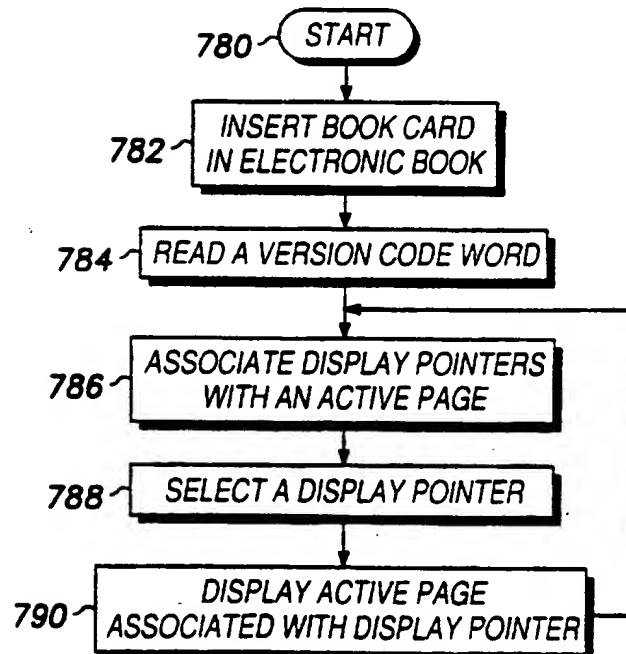 780 START
782 INSERT BOOK CARD
IN ELECTRONIC BOOK
784 READ A VERSION CODE WORD
786 ASSOCIATE DISPLAY POINTERS
WITH AN ACTIVE PAGE
788 SELECT A DISPLAY POINTER
790 DISPLAY ACTIVE PAGE
ASSOCIATED WITH DISPLAY POINTER